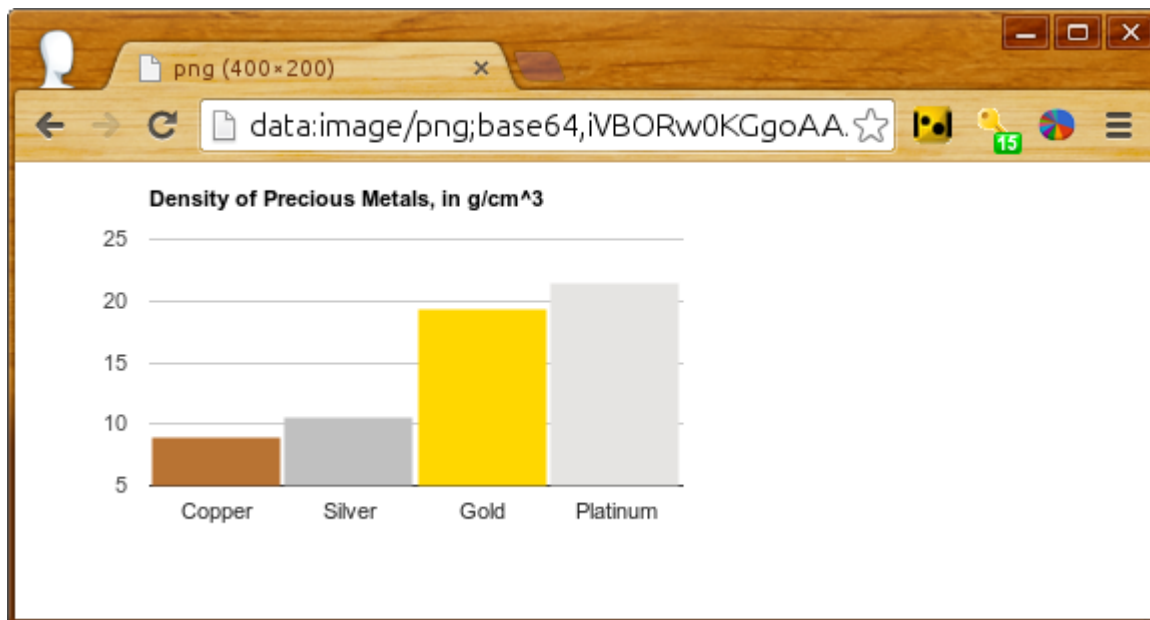 png (400×200)
data:image/png;base64,iVBORw0KGgoAA.
15
Density of Precious Metals, in g/cm^3
25
20
15
10
5
Copper Silver Gold Platinum